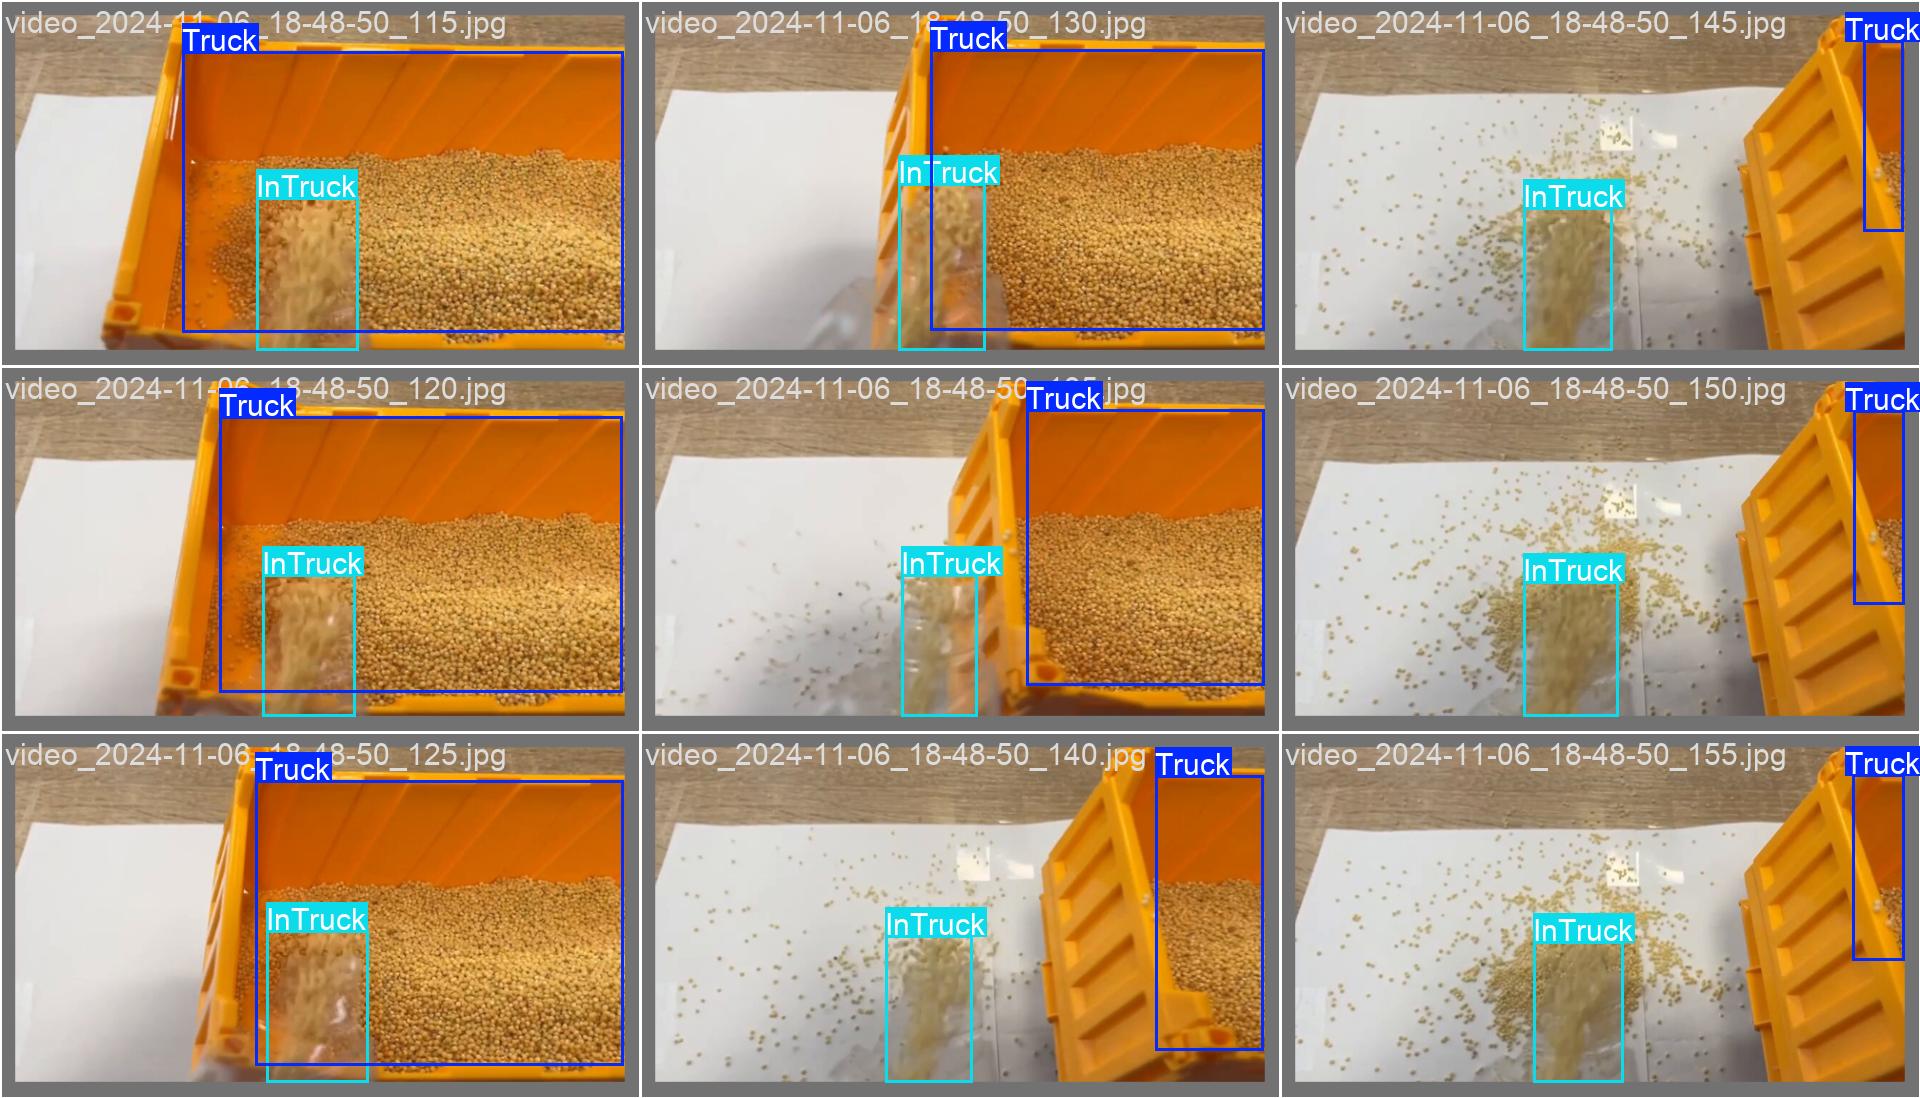 video_2024-11-06_18-48-50_115.jpg
Truck
InTruck
video_2024-11-06_18-48-50_130.jpg
Truck
InTruck
video_2024-11-06_18-48-50_145.jpg
Truck
InTruck
video_2024-11-06_18-48-50_120.jpg
Truck
InTruck
video_2024-11-06_18-48-50 jpg
Truck
InTruck
video_2024-11-06_18-48-50_150.jpg
Truck
InTruck
video_2024-11-06_18-48-50_125.jpg
Truck
InTruck
video_2024-11-06_18-48-50_140.jpg
Truck
InTruck
video_2024-11-06_18-48-50_155.jpg
Truck
InTruck